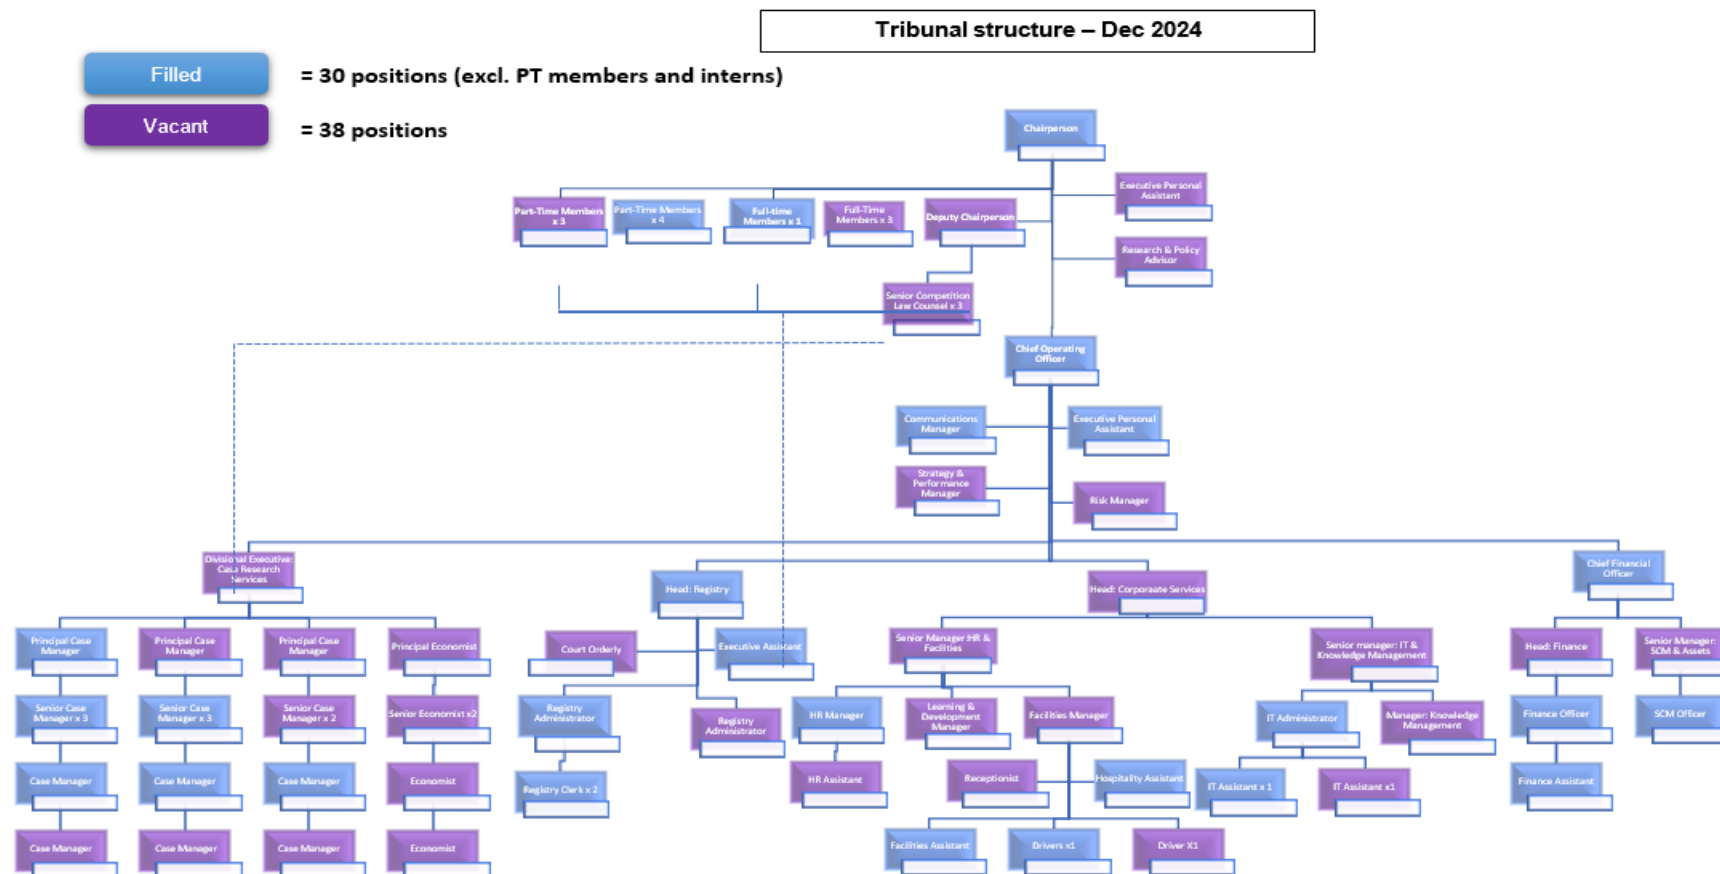 Tribunal structure – Dec 2024
Filled
= 30 positions (excl. PT members and interns)
Vacant
= 38 positions
Chairperson
Executive Personal
Assistant
Part-Time Members
x 3
Part-Time Members
x 4
Full-time
Members x 1
Full-Time
Members x 3
Deputy Chairperson
Research & Policy
Advisor
Senior Competition
Law Counsel x 3
Chief Operating
Officer
Communications
Manager
Executive Personal
Assistant
Strategy &
Performance
Manager
Risk Manager
Divisional Executive:
Case Research
Services
Head: Registry
Head: Corporaate Services
Chief Financial
Officer
Principal Case
Manager
Principal Case
Manager
Principal Case
Manager
Principal Economist
Court Orderly
Executive Assistant
Senior Manager:HR &
Facilities
Senior manager: IT &
Knowledge Management
Head: Finance
Senior Manager:
SCM & Assets
Senior Case
Manager x 3
Senior Case
Manager x 3
Senior Case
Manager x 2
Senior Economist x2
Registry
Administrator
Registry
Administrator
HR Manager
Learning &
Development
Manager
Facilities Manager
IT Administrator
Manager: Knowledge
Management
Finance Officer
SCM Officer
Case Manager
Case Manager
Case Manager
Economist
Registry Clerk x 2
HR Assistant
Receptionist
Hospitality Assistant
IT Assistant x 1
IT Assistant x1
Finance Assistant
Case Manager
Case Manager
Case Manager
Economist
Facilities Assistant
Drivers x1
Driver X1